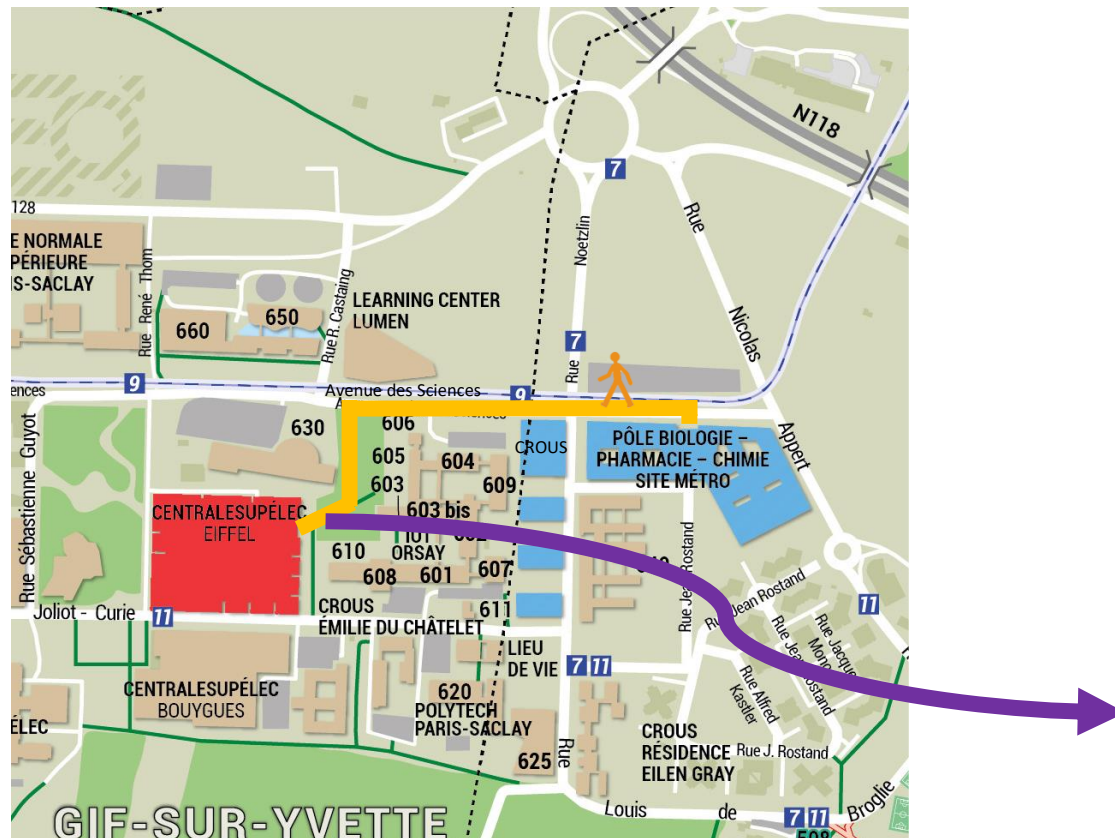 N118
7
128
E NORMALE
PÉRIEURE
IS-SACLAY
Rue René Thom
660
650
Rue R. Castaing
LEARNING CENTER
LUMEN
Rue
Noetzlin
7
Rue
Nicolas
Appert
9
ences
Avenue des Sciences
9
Rue Sébastienne Guyot
630
606
605
604
603
609
603 bis
CROUS
PÔLE BIOLOGIE –
PHARMACIE – CHIMIE
SITE MÉTRO
CENTRALESUPÉLEC
EIFFEL
610
ORSAY
608
601
607
611
Rue Jean Rostand
Rue Jean Rostand
Rue Jean Rostand
Rue Jacque
Mono
11
Joliot - Curie
11
CROUS
ÉMILIE DU CHÂTELET
LIEU
DE VIE
7 11
CENTRALESUPÉLEC
BOUYGUES
620
POLYTECH
PARIS-SACLAY
625
Rue
Rue Alfred
Kastler
ÉLEC
CROUS
RÉSIDENCE
EILEN GRAY
Rue J. Rostand
Louis de Broglie
7 11
GIF-SUR-YVETTE